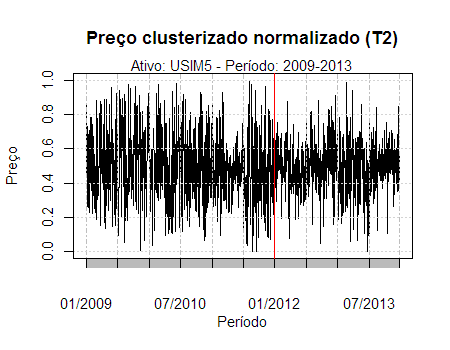 Preço clusterizado normalizado (T2)
Ativo: USIM5 - Período: 2009-2013
Preço
1.0
0.8
0.6
0.4
0.2
0.0
01/2009 07/2010 01/2012 07/2013
Período